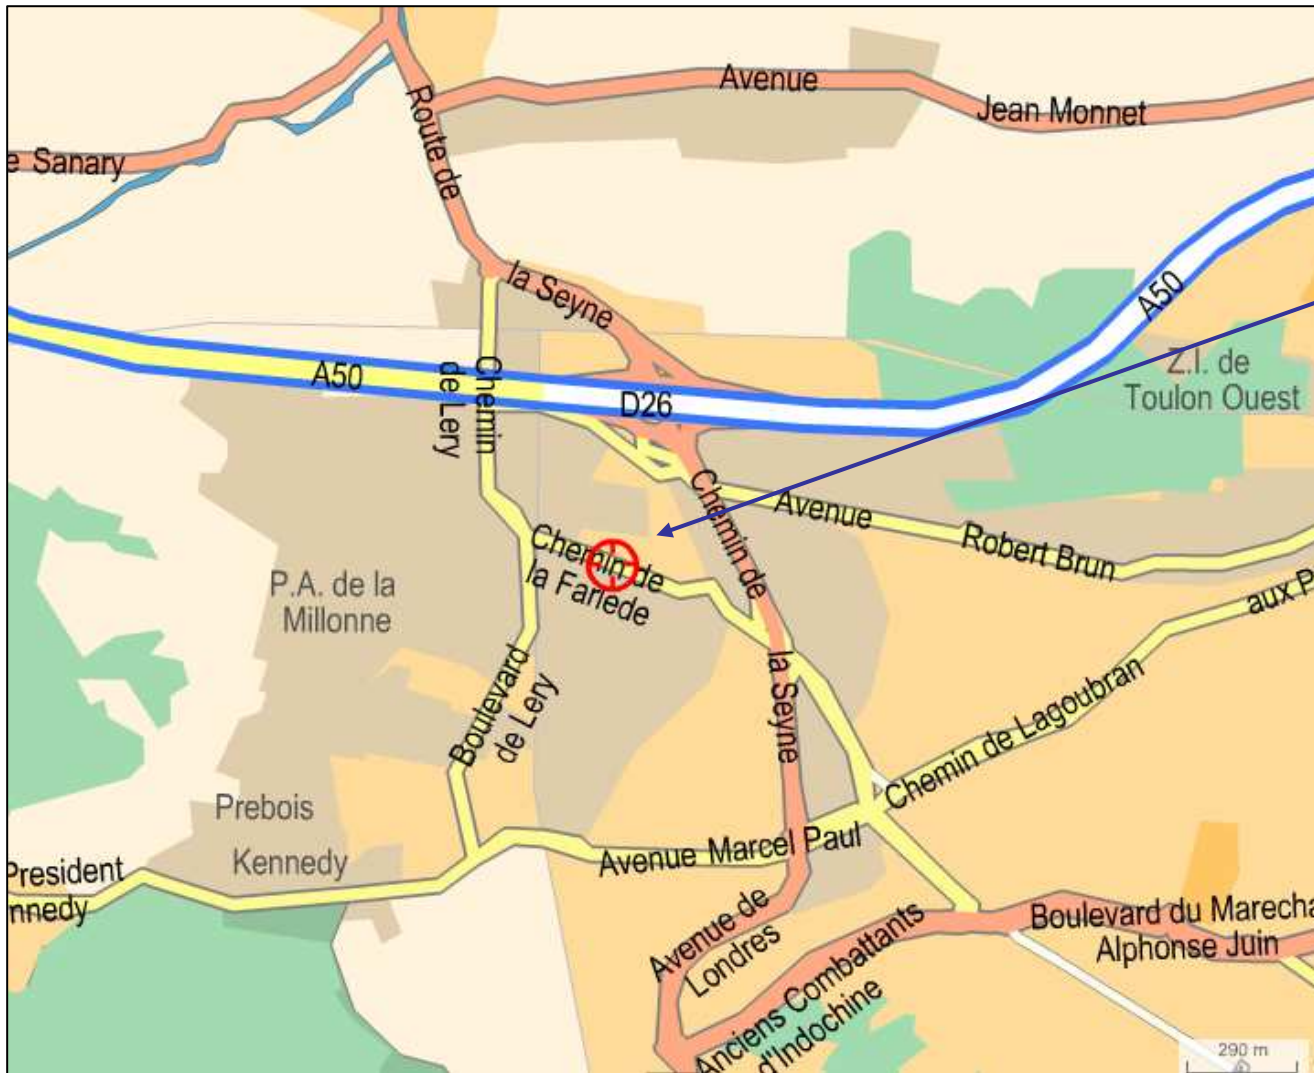 Avenue
Jean Monnet
e Sanary
Route de
la Seyne
A50
A50
Chemin
de Lery
D26
Z.I. de
Toulon Ouest
Chemin de
la Seyne
Avenue
Robert Brun
Chemin de
la Farlede
P.A. de la
Millonne
aux P
Boulevard
de Lery
Chemin de Lagoubran
Prebois
Kennedy
Avenue Marcel Paul
President
nnedy
Avenue de
Londres
Anciens Combattants
d'Indochine
Boulevard du Marecha
Alphonse Juin
290 m